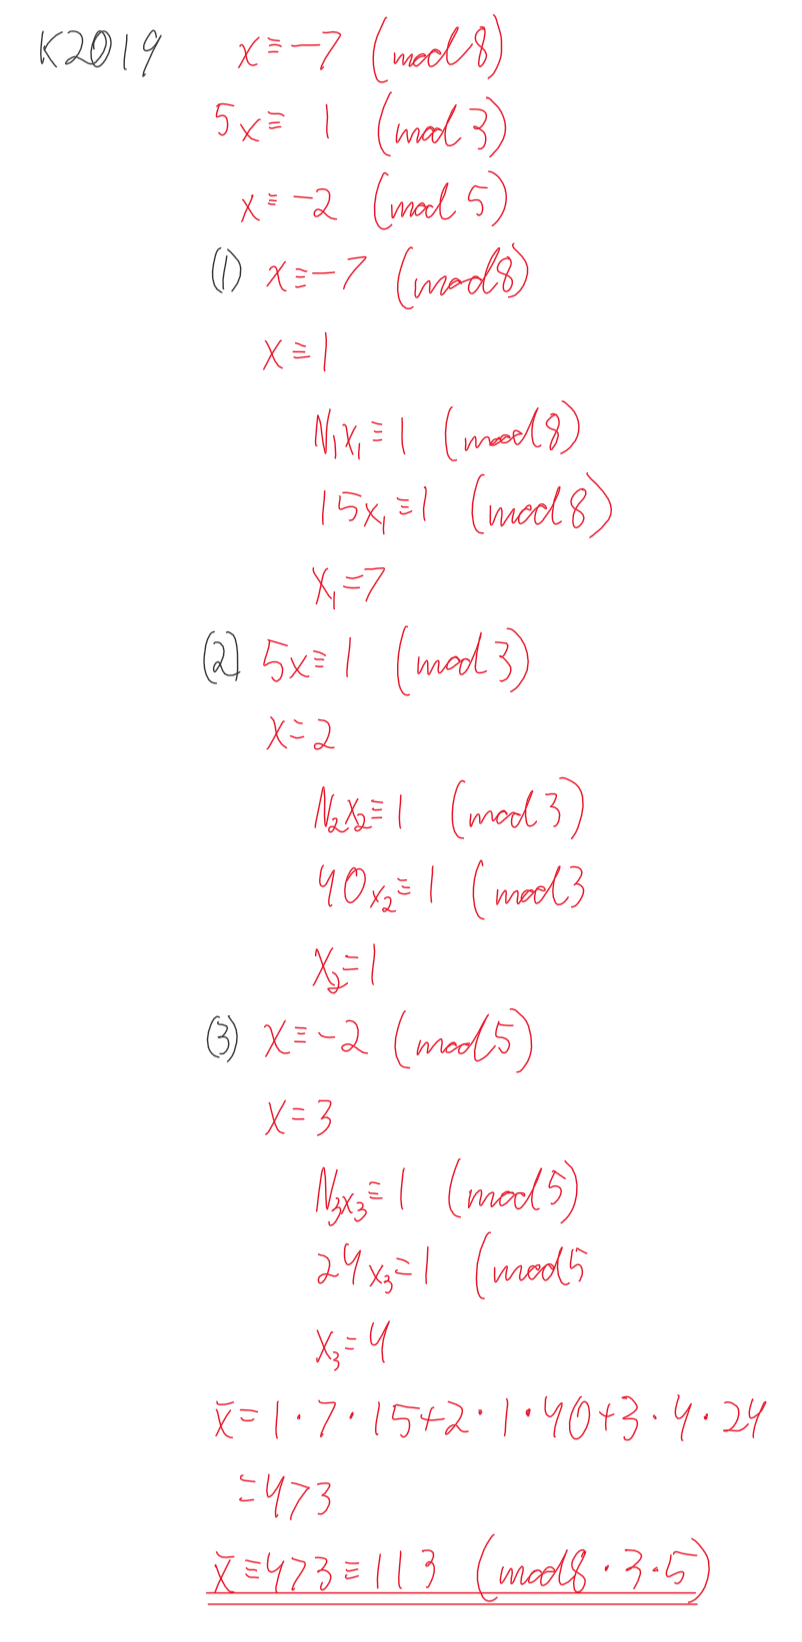 K2019 x≡-7 (mod 8)
5x≡ 1 (mod 3)
x≡-2 (mod 5)
(1) x≡-7 (mod 8)
x≡1
N₁x₁≡1 (mod 8)
15x₁≡1 (mod 8)
x₁=7
(2) 5x≡1 (mod 3)
x=2
N₂x₂≡1 (mod 3)
40x₂≡1 (mod 3
x₂=1
(3) x≡-2 (mod 5)
x=3
N₃x₃≡1 (mod 5)
24x₃=1 (mod 5
x₃=4
x̄=1·7·15+2·1·40+3·4·24
=473
x̄≡473≡113 (mod 8·3·5)